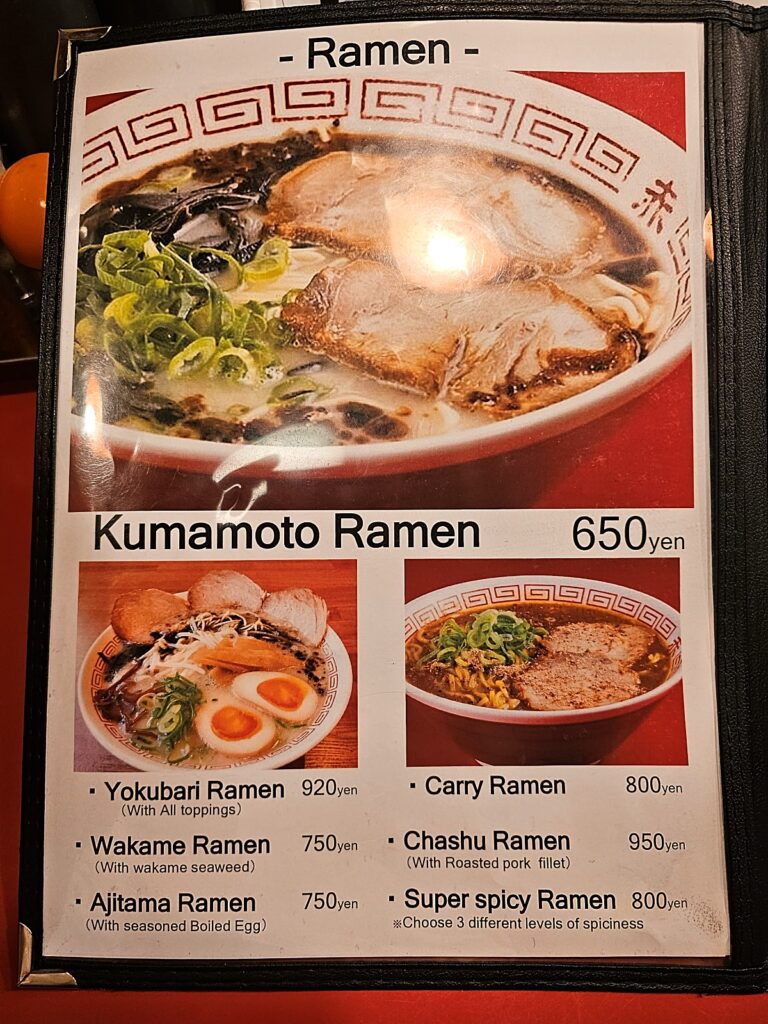 - Ramen -
赤
Kumamoto Ramen 650yen
・Yokubari Ramen 920yen
(With All toppings)
・Carry Ramen 800yen
・Wakame Ramen 750yen
(With wakame seaweed)
・Chashu Ramen 950yen
(With Roasted pork fillet)
・Ajitama Ramen 750yen
(With seasoned Boiled Egg)
・Super spicy Ramen 800yen
※Choose 3 different levels of spiciness